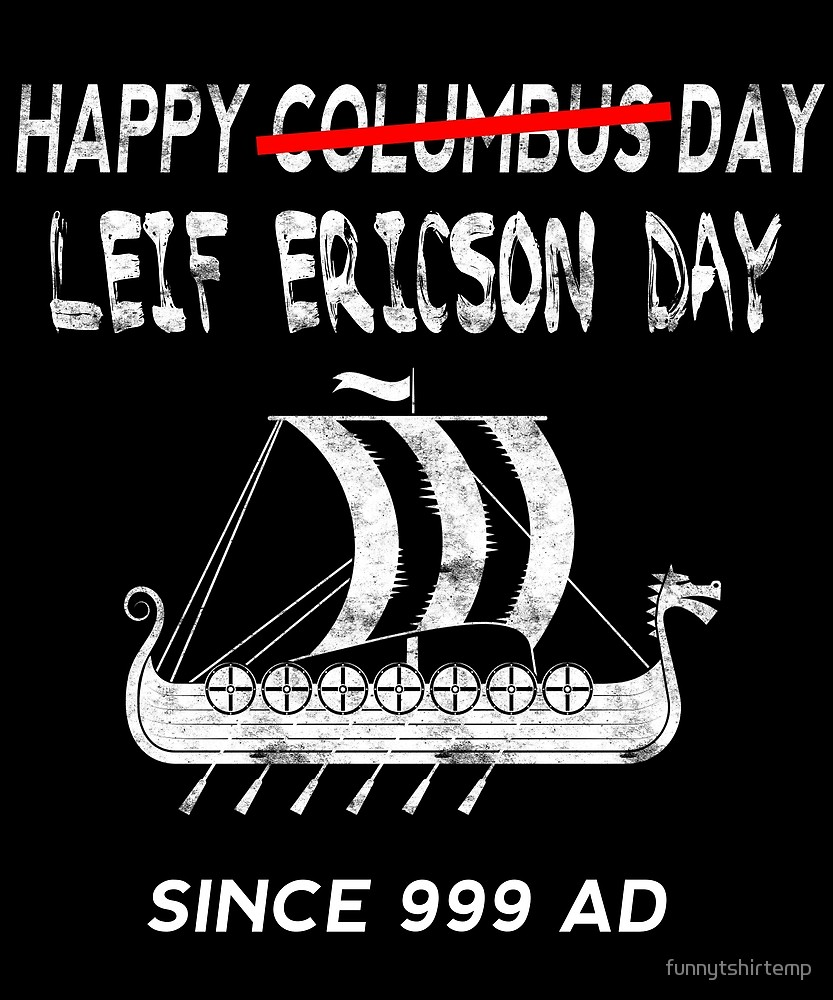 HAPPY COLUMBUS DAY
LEIF ERICSON DAY
SINCE 999 AD
funnytshirtemp